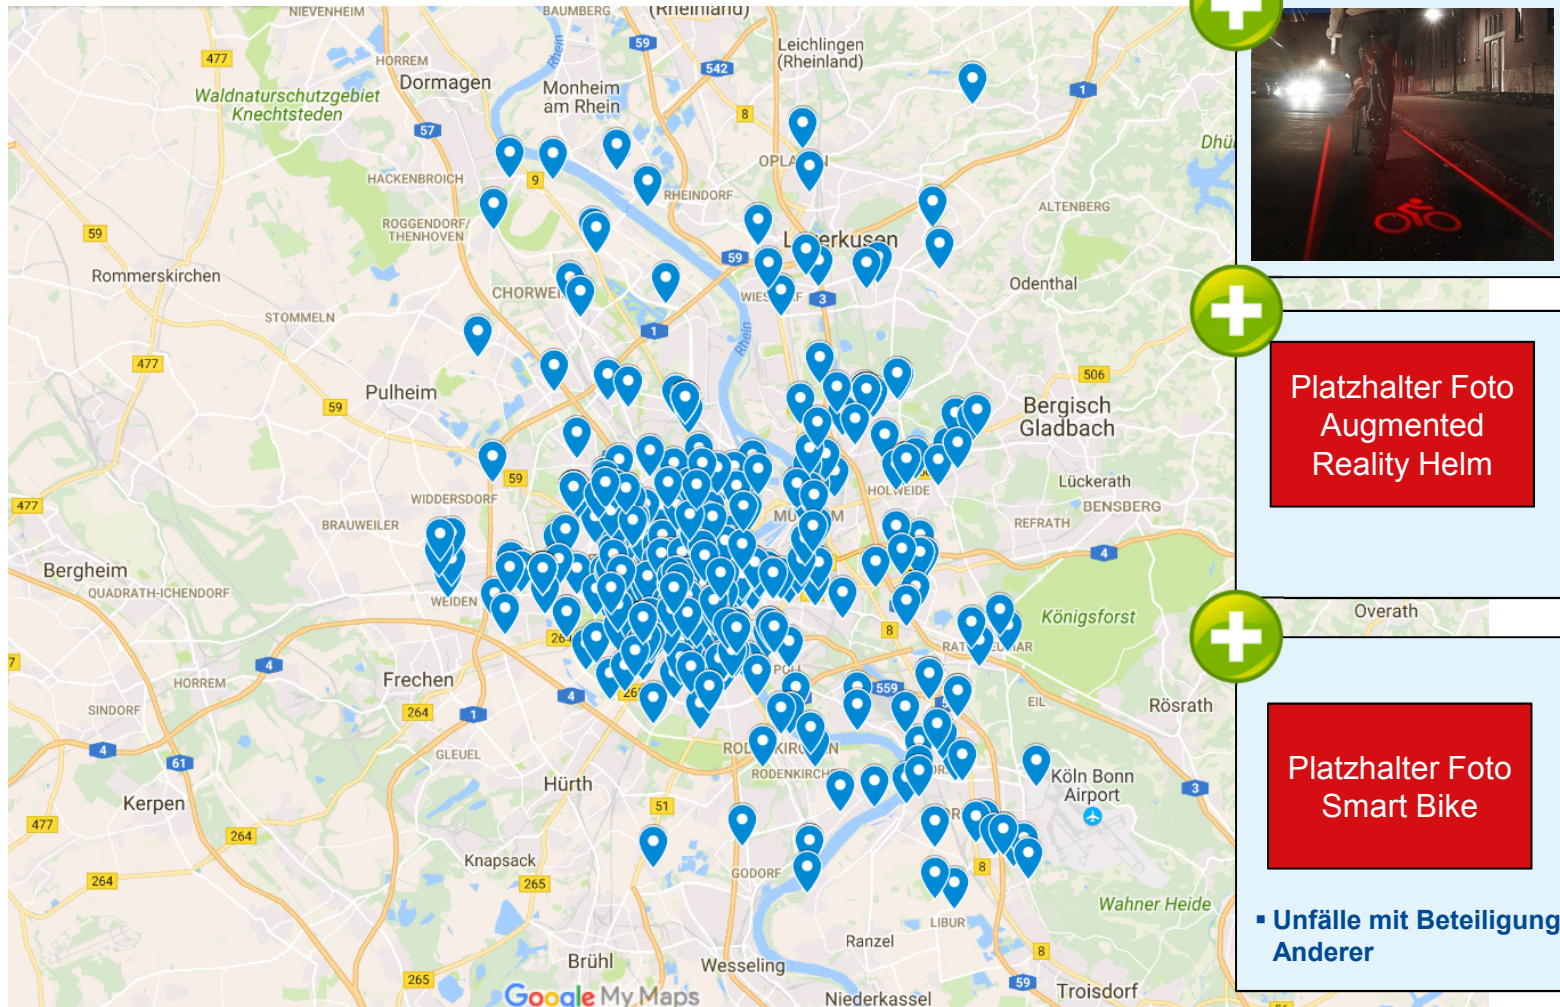 NIEVENHEIM
BAUMBERG
(Rheinland)
59
Leichlingen
(Rheinland)
477
HORREM
Dormagen
542
Waldnaturschutzgebiet
Knechtsteden
Monheim
am Rhein
Rhein
1
8
57
HACKENBROICH
9
RHEINDORF
ALTENBERG
ROGGENDORF/
THENHOVEN
59
59
Rommerskirchen
Odenthal
3
STOMMELN
1
Rhein
477
506
Pulheim
59
Bergisch
Gladbach
59
Lückerath
HOLWEIDE
477
WIDDERSDORF
BENSBERG
BRAUWEILER
REFRATH
4
Bergheim
QUADRATH-ICHENDORF
WEIDEN
Königsforst
8
4
HORREM
Frechen
4
559
EIL
Rösrath
SINDORF
264
1
GLEUEL
4
61
RODENKIRCHEN
Hürth
Köln Bonn
Airport
3
Kerpen
51
477
264
Knapsack
8
264
265
GODORF
Wahner Heide
LIBUR
Ranzel
8
Brühl
Wesseling
265
59
Troisdorf
Niederkassel
Google My Maps
Platzhalter Foto
Augmented
Reality Helm
Overath
Platzhalter Foto
Smart Bike
▪ Unfälle mit Beteiligung
Anderer